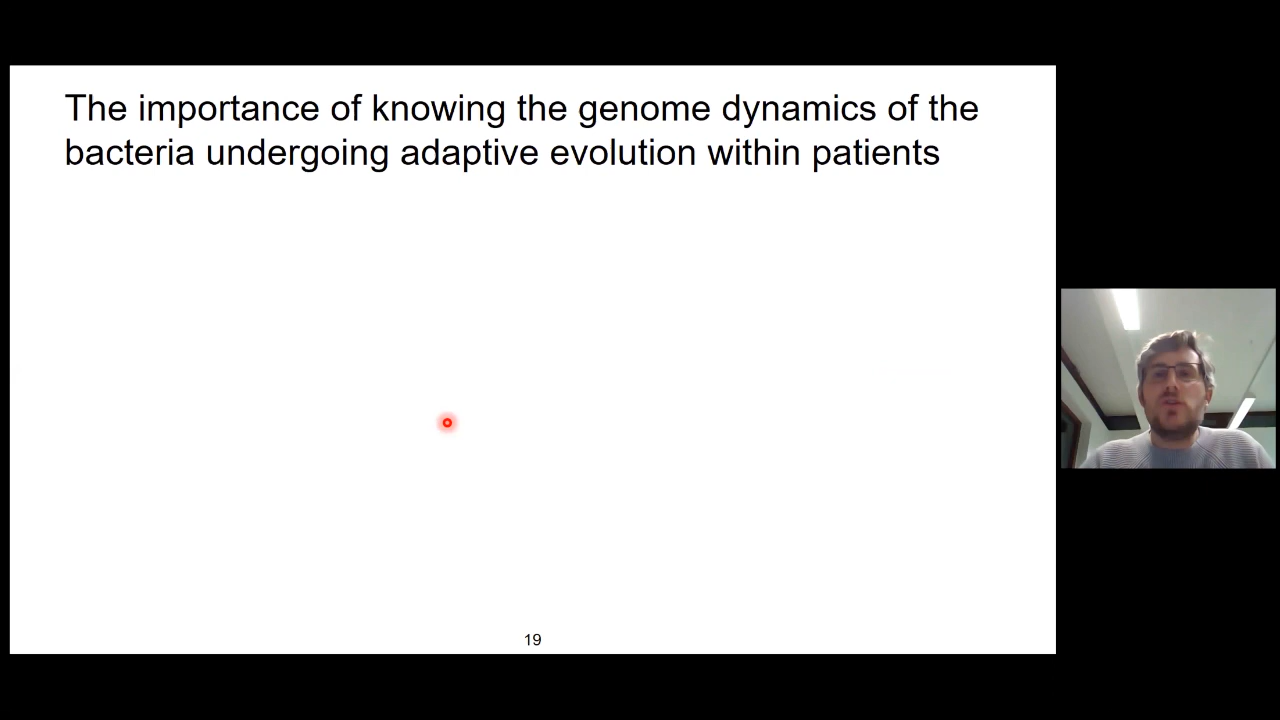 The importance of knowing the genome dynamics of the
bacteria undergoing adaptive evolution within patients
19